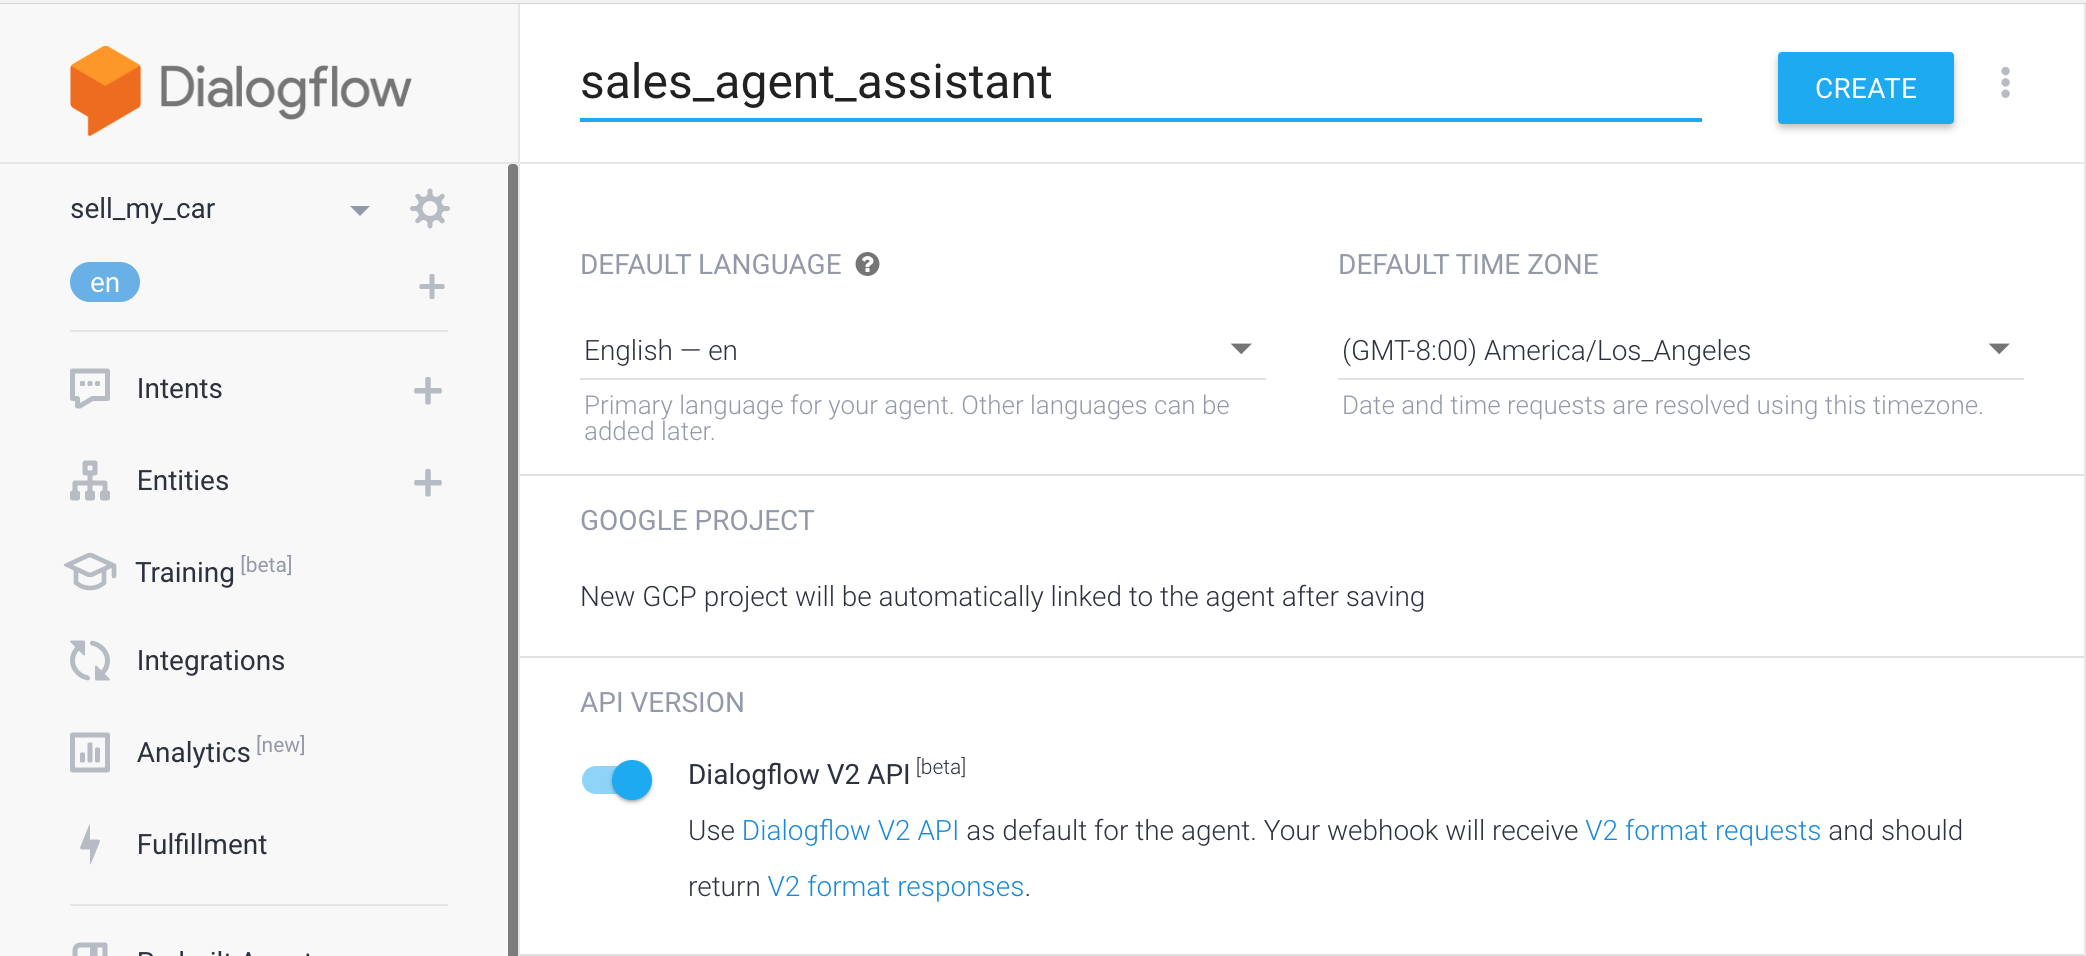 Dialogflow
sales_agent_assistant
CREATE
sell_my_car
en
Intents
Entities
Training [beta]
Integrations
Analytics [new]
Fulfillment
DEFAULT LANGUAGE
DEFAULT TIME ZONE
English — en
(GMT-8:00) America/Los_Angeles
Primary language for your agent. Other languages can be
added later.
Date and time requests are resolved using this timezone.
GOOGLE PROJECT
New GCP project will be automatically linked to the agent after saving
API VERSION
Dialogflow V2 API [beta]
Use Dialogflow V2 API as default for the agent. Your webhook will receive V2 format requests and should
return V2 format responses.